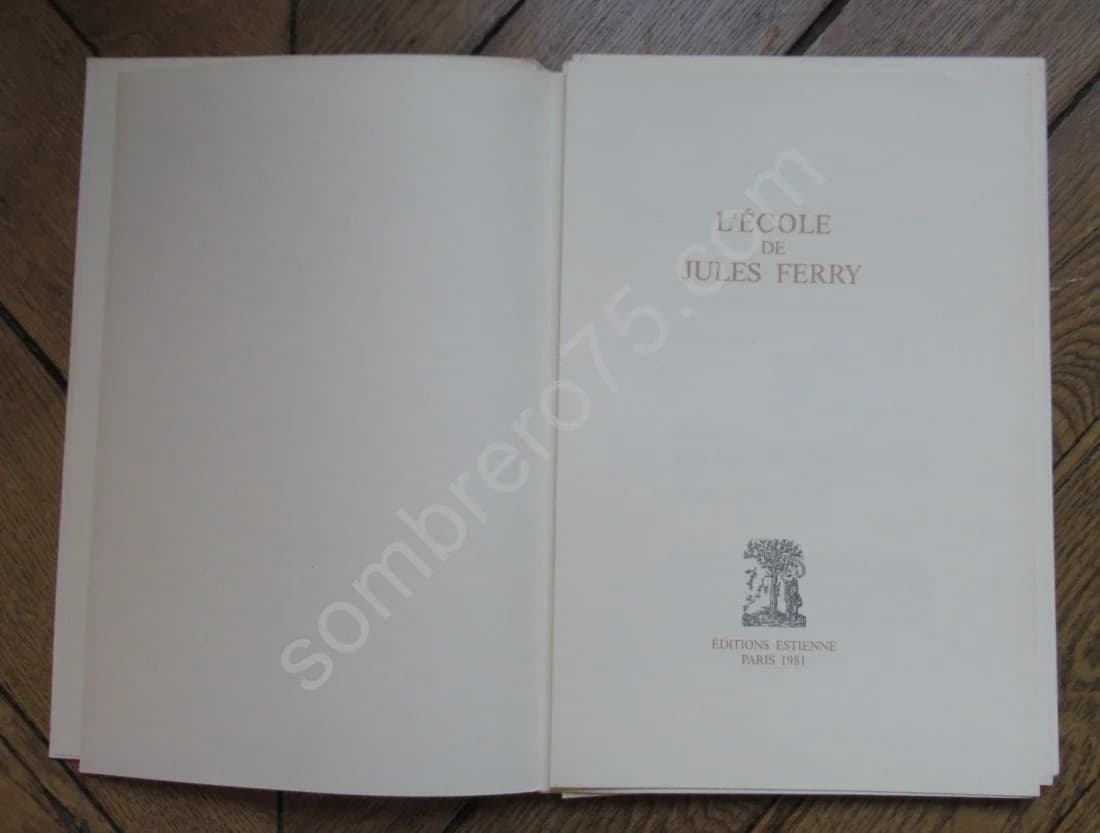 L'ÉCOLE
DE
JULES FERRY
sombrero75.com
ÉDITIONS ESTIENNE
PARIS 1981